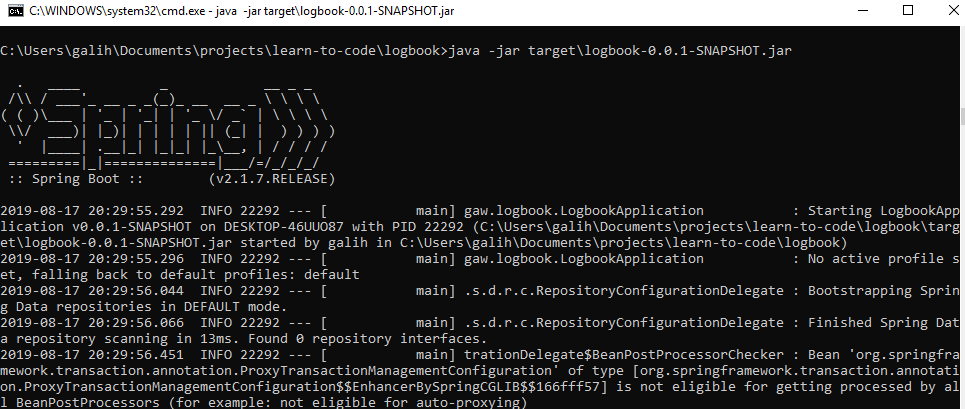 C:\WINDOWS\system32\cmd.exe - java  -jar target\logbook-0.0.1-SNAPSHOT.jar
C:\Users\galih\Documents\projects\learn-to-code\logbook>java -jar target\logbook-0.0.1-SNAPSHOT.jar
  .   ____          _            __ _ _
 /\\ / ___'_ __ _ _(_)_ __  __ _ \ \ \ \
( ( )\___ | '_ | '_| | '_ \/ _` | \ \ \ \
 \\/  ___)| |_)| | | | | || (_| |  ) ) ) )
  '  |____| .__|_| |_|_| |_\__, | / / / /
 =========|_|==============|___/=/_/_/_/
 :: Spring Boot ::        (v2.1.7.RELEASE)
2019-08-17 20:29:55.292  INFO 22292 --- [           main] gaw.logbook.LogbookApplication           : Starting LogbookApp
lication v0.0.1-SNAPSHOT on DESKTOP-46UUO87 with PID 22292 (C:\Users\galih\Documents\projects\learn-to-code\logbook\targ
et\logbook-0.0.1-SNAPSHOT.jar started by galih in C:\Users\galih\Documents\projects\learn-to-code\logbook)
2019-08-17 20:29:55.296  INFO 22292 --- [           main] gaw.logbook.LogbookApplication           : No active profile s
et, falling back to default profiles: default
2019-08-17 20:29:56.044  INFO 22292 --- [           main] .s.d.r.c.RepositoryConfigurationDelegate : Bootstrapping Sprin
g Data repositories in DEFAULT mode.
2019-08-17 20:29:56.066  INFO 22292 --- [           main] .s.d.r.c.RepositoryConfigurationDelegate : Finished Spring Dat
a repository scanning in 13ms. Found 0 repository interfaces.
2019-08-17 20:29:56.451  INFO 22292 --- [           main] trationDelegate$BeanPostProcessorChecker : Bean 'org.springfra
mework.transaction.annotation.ProxyTransactionManagementConfiguration' of type [org.springframework.transaction.annotati
on.ProxyTransactionManagementConfiguration$$EnhancerBySpringCGLIB$$166fff57] is not eligible for getting processed by al
l BeanPostProcessors (for example: not eligible for auto-proxying)